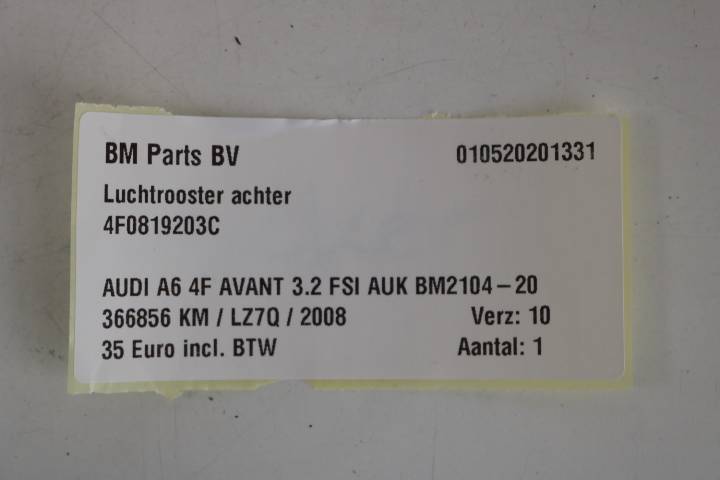 BM Parts BV 010520201331
Luchtrooster achter
4F0819203C
AUDI A6 4F AVANT 3.2 FSI AUK BM2104-20
366856 KM / LZ7Q / 2008 Verz: 10
35 Euro incl. BTW Aantal: 1